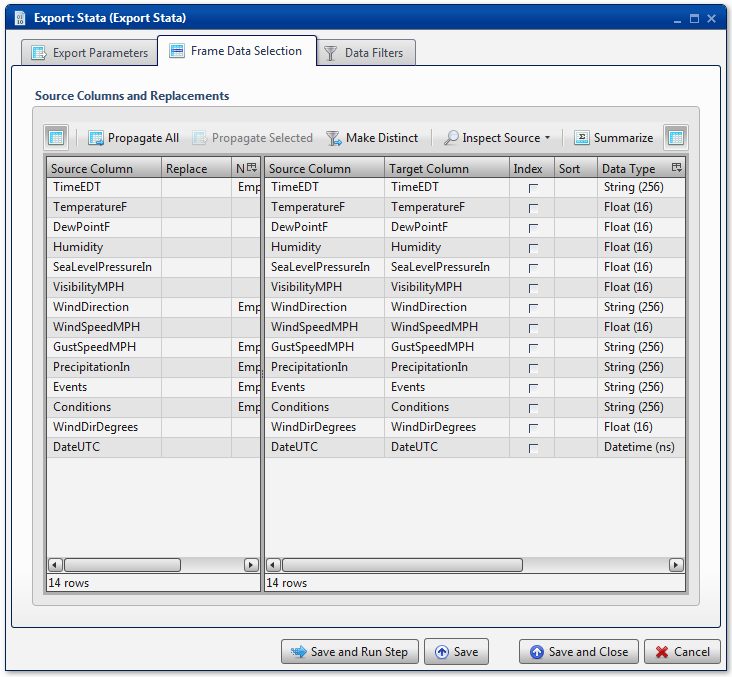 Export: Stata (Export Stata)
Export Parameters Frame Data Selection Data Filters
Source Columns and Replacements
Propagate All Propagate Selected Make Distinct Inspect Source Summarize
Source Column Replace N Source Column Target Column Index Sort Data Type
TimeEDT Emp TimeEDT TimeEDT String (256)
TemperatureF TemperatureF TemperatureF Float (16)
DewPointF DewPointF DewPointF Float (16)
Humidity Humidity Humidity Float (16)
SeaLevelPressureIn SeaLevelPressureIn SeaLevelPressureIn Float (16)
VisibilityMPH VisibilityMPH VisibilityMPH Float (16)
WindDirection Emp WindDirection WindDirection String (256)
WindSpeedMPH WindSpeedMPH WindSpeedMPH Float (16)
GustSpeedMPH Emp GustSpeedMPH GustSpeedMPH String (256)
PrecipitationIn Emp PrecipitationIn PrecipitationIn String (256)
Events Emp Events Events String (256)
Conditions Emp Conditions Conditions String (256)
WindDirDegrees WindDirDegrees WindDirDegrees Float (16)
DateUTC DateUTC DateUTC Datetime (ns)
14 rows 14 rows
Save and Run Step Save Save and Close Cancel